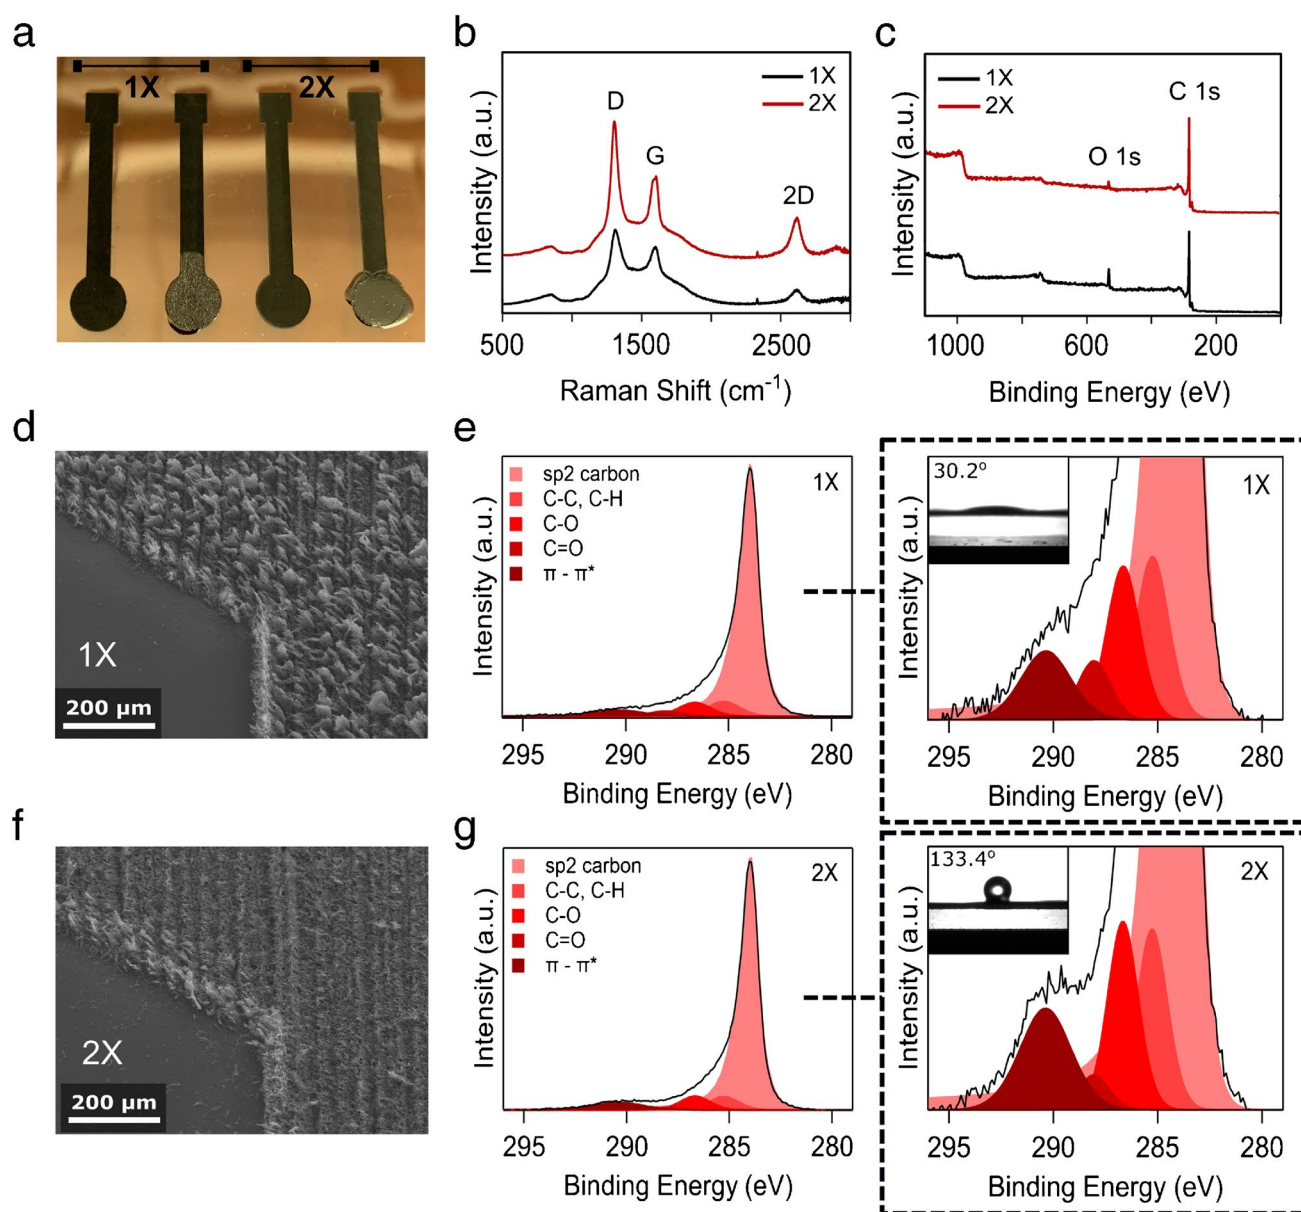 a
1X
2X
b
Intensity (a.u.)
1X
2X
D
G
2D
500
1500
2500
Raman Shift (cm⁻¹)
c
Intensity (a.u.)
1X
2X
C 1s
O 1s
1000
600
200
Binding Energy (eV)
d
1X
200 µm
e
Intensity (a.u.)
sp2 carbon
C-C, C-H
C-O
C=O
π - π*
1X
295
290
285
280
Binding Energy (eV)
Intensity (a.u.)
30.2°
1X
295
290
285
280
Binding Energy (eV)
f
2X
200 µm
g
Intensity (a.u.)
sp2 carbon
C-C, C-H
C-O
C=O
π - π*
2X
295
290
285
280
Binding Energy (eV)
Intensity (a.u.)
133.4°
2X
295
290
285
280
Binding Energy (eV)